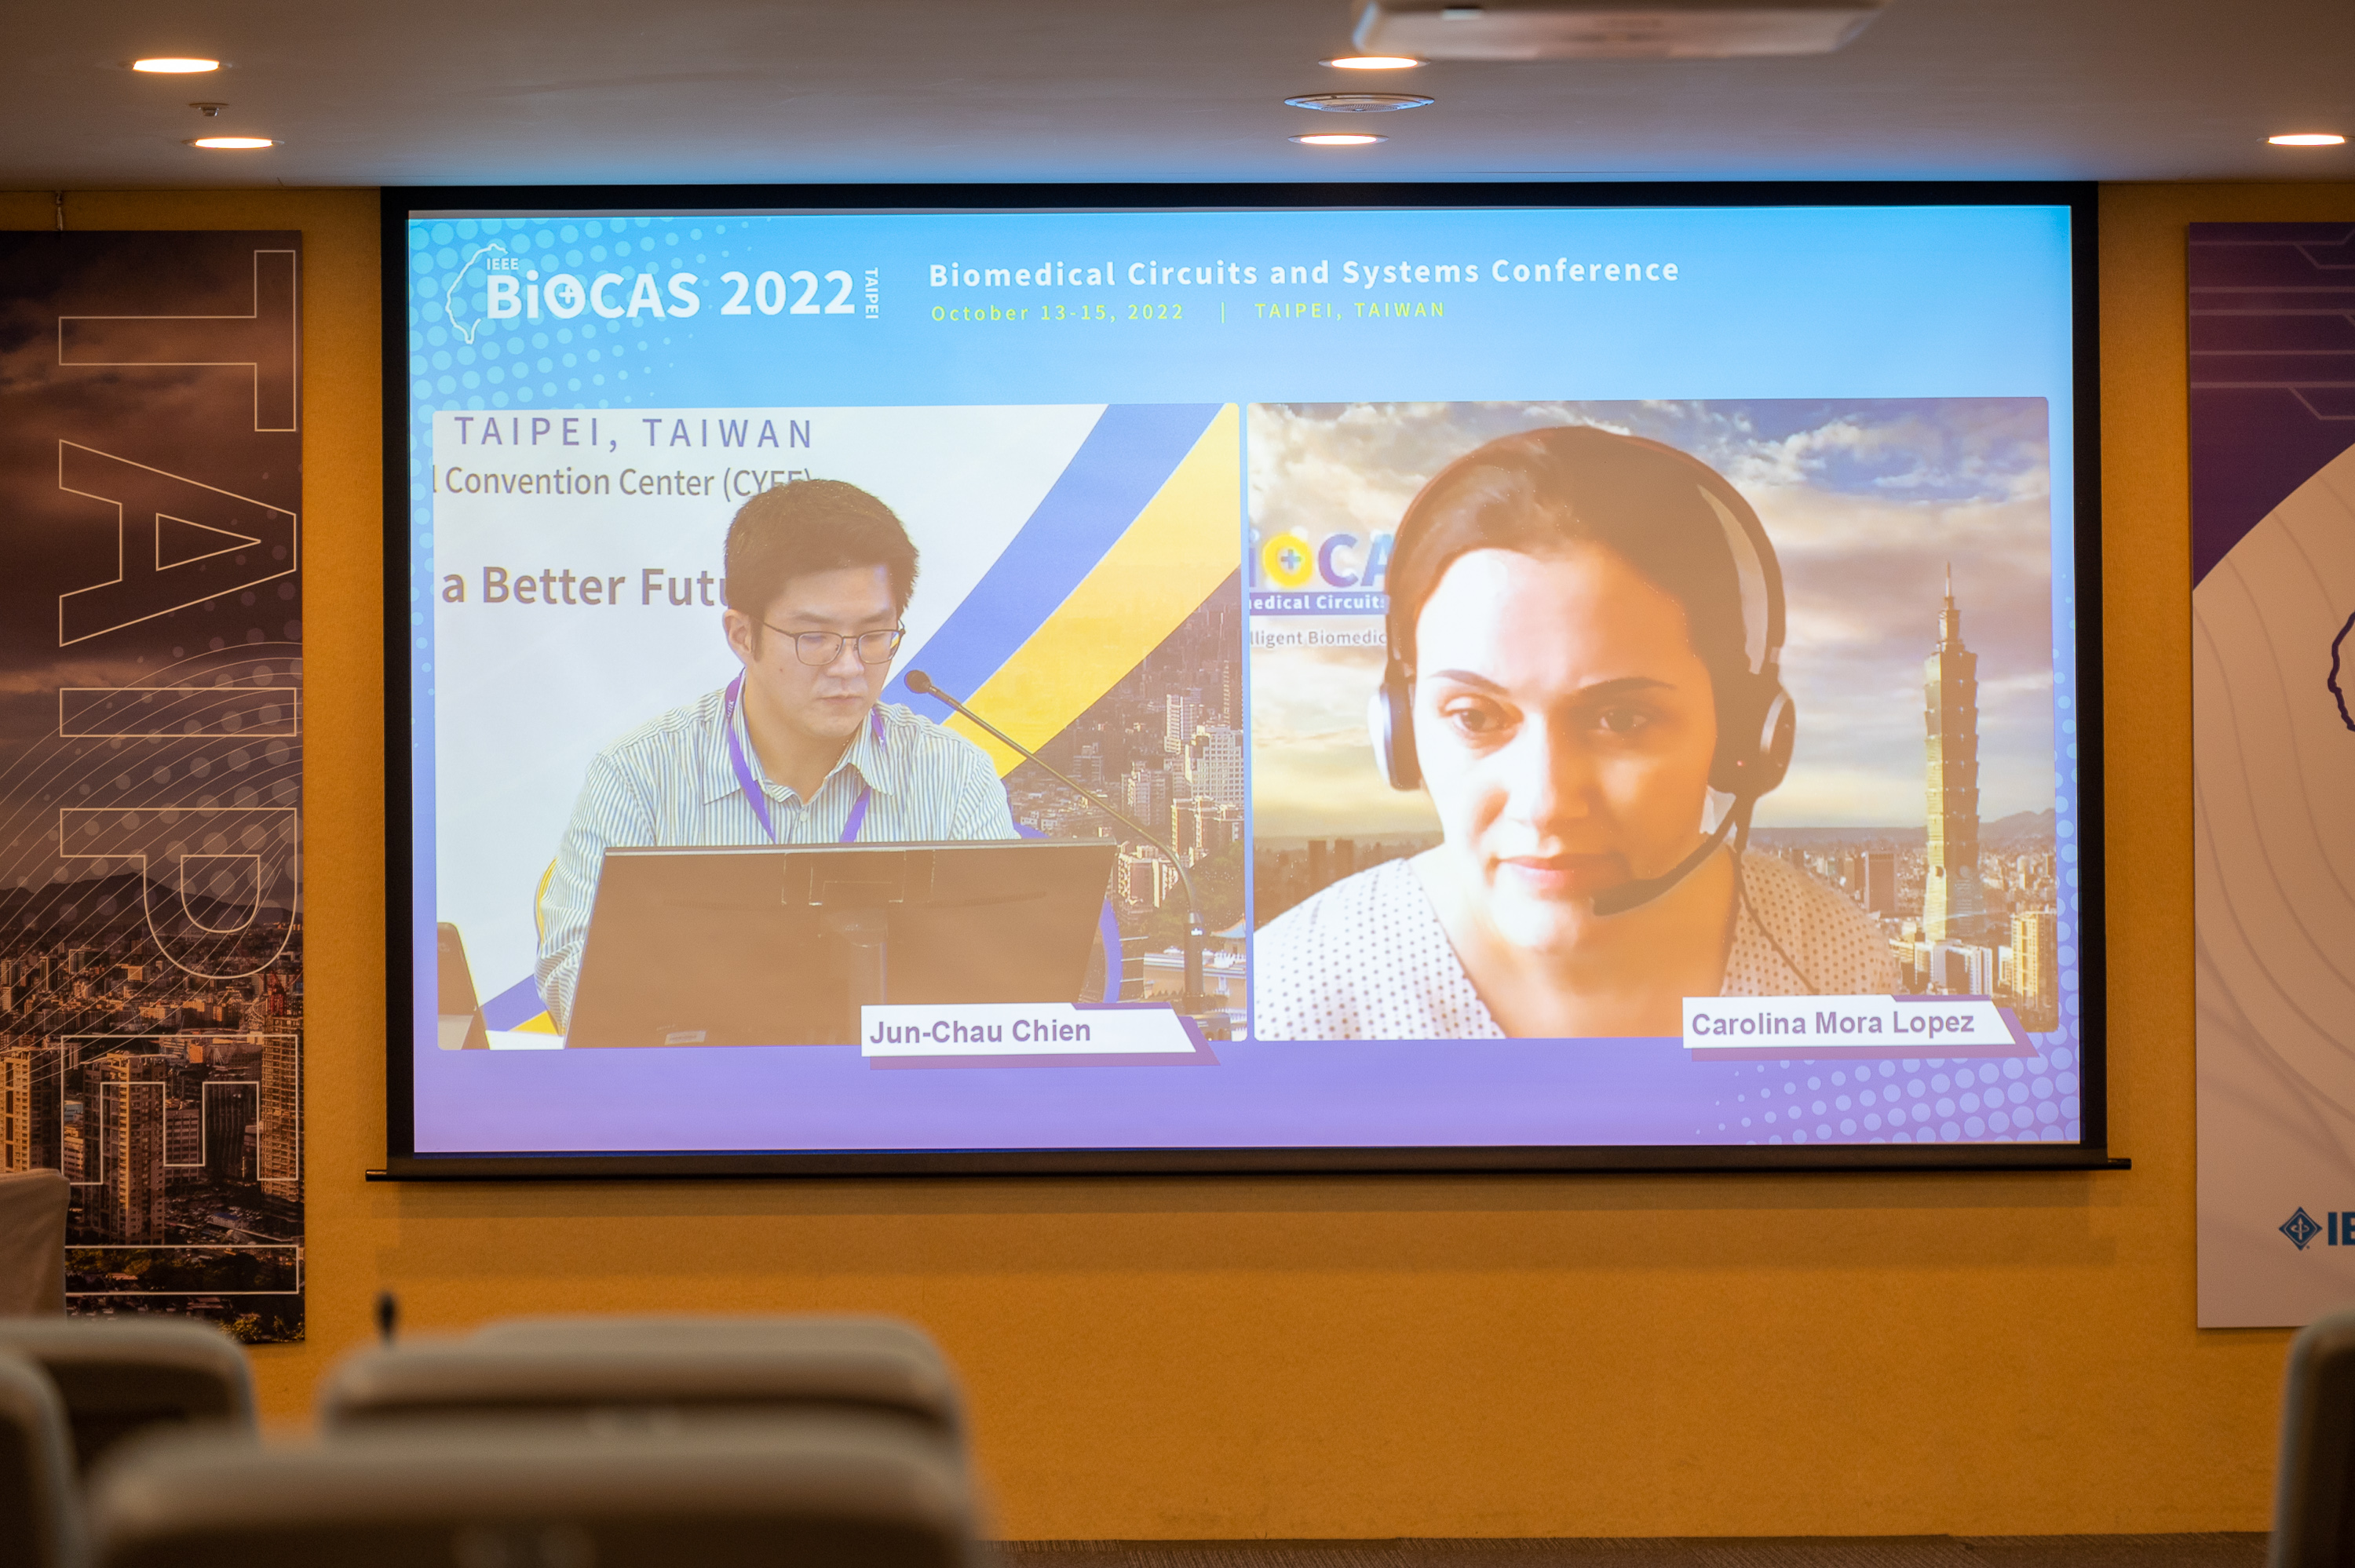 TAIPEI
IEEE
BiOCAS 2022
TAIPEI
Biomedical Circuits and Systems Conference
October 13-15, 2022 | TAIPEI, TAIWAN
TAIPEI, TAIWAN
Convention Center
a Better
Jun-Chau Chien
Carolina Mora Lopez